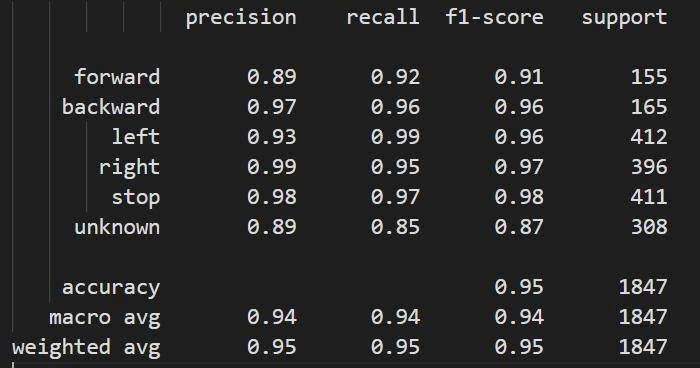 precision recall f1-score support
forward 0.89 0.92 0.91 155
backward 0.97 0.96 0.96 165
left 0.93 0.99 0.96 412
right 0.99 0.95 0.97 396
stop 0.98 0.97 0.98 411
unknown 0.89 0.85 0.87 308
accuracy 0.95 1847
macro avg 0.94 0.94 0.94 1847
weighted avg 0.95 0.95 0.95 1847